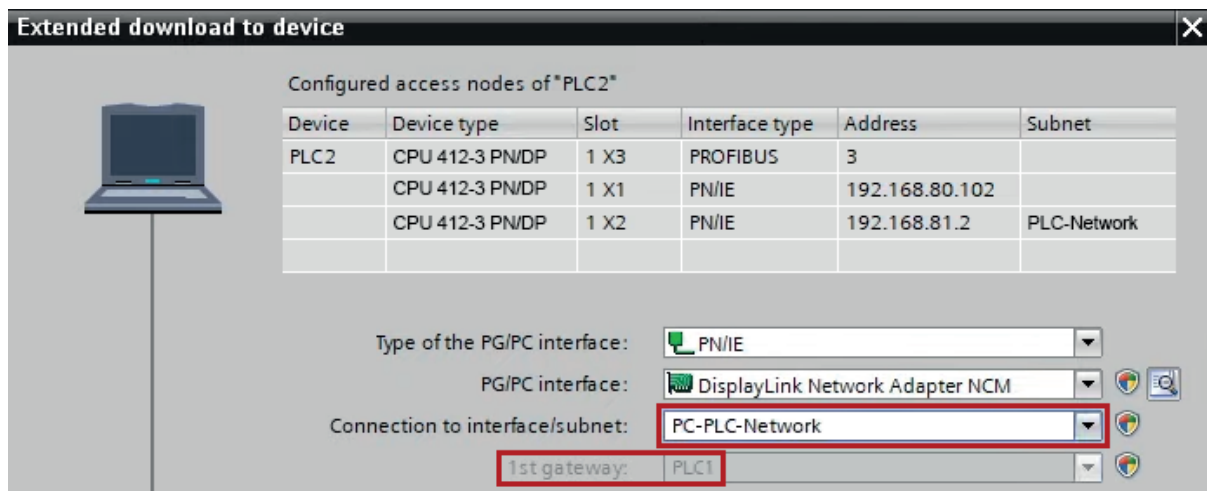 Extended download to device
Configured access nodes of "PLC2"
Device Device type Slot Interface type Address Subnet
PLC2 CPU 412-3 PN/DP 1 X3 PROFIBUS 3
CPU 412-3 PN/DP 1 X1 PN/IE 192.168.80.102
CPU 412-3 PN/DP 1 X2 PN/IE 192.168.81.2 PLC-Network
Type of the PG/PC interface: PN/IE
PG/PC interface: DisplayLink Network Adapter NCM
Connection to interface/subnet: PC-PLC-Network
1st gateway: PLC1